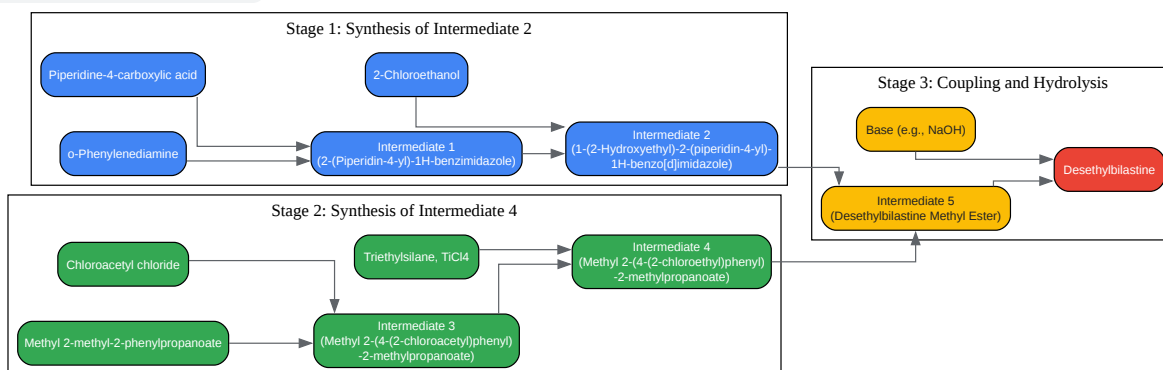 Stage 1: Synthesis of Intermediate 2
Piperidine-4-carboxylic acid
2-Chloroethanol
o-Phenylenediamine
Intermediate 1
(2-(Piperidin-4-yl)-1H-benzimidazole)
Intermediate 2
(1-(2-Hydroxyethyl)-2-(piperidin-4-yl)-
1H-benzo[d]imidazole)
Stage 2: Synthesis of Intermediate 4
Chloroacetyl chloride
Triethylsilane, TiCl4
Intermediate 4
(Methyl 2-(4-(2-chloroethyl)phenyl)
-2-methylpropanoate)
Methyl 2-methyl-2-phenylpropanoate
Intermediate 3
(Methyl 2-(4-(2-chloroacetyl)phenyl)
-2-methylpropanoate)
Stage 3: Coupling and Hydrolysis
Base (e.g., NaOH)
Desethylbilastine
Intermediate 5
(Desethylbilastine Methyl Ester)